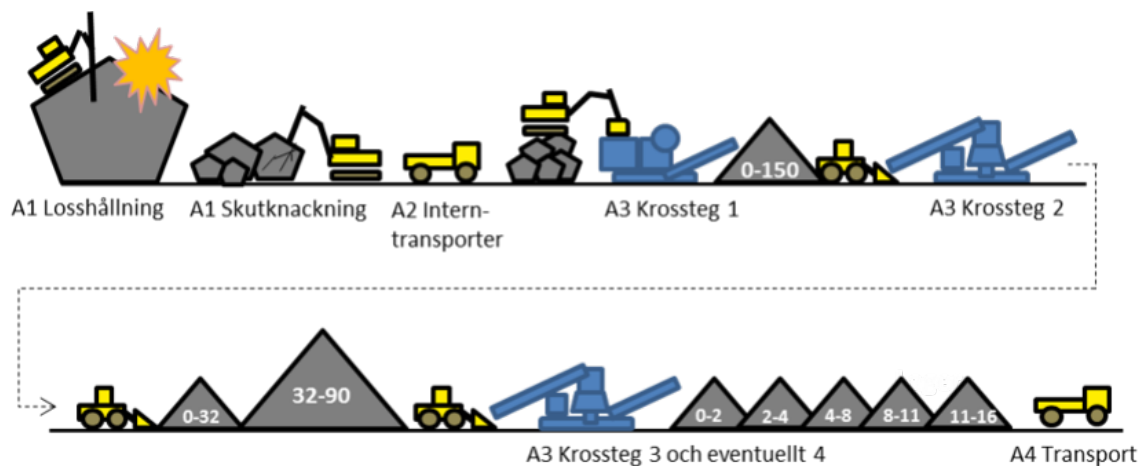 0-150
A1 Losshållning
A1 Skutknackning
A2 Intern-
transporter
A3 Krossteg 1
A3 Krossteg 2
0-32
32-90
0-2
2-4
4-8
8-11
11-16
A3 Krossteg 3 och eventuellt 4
A4 Transport